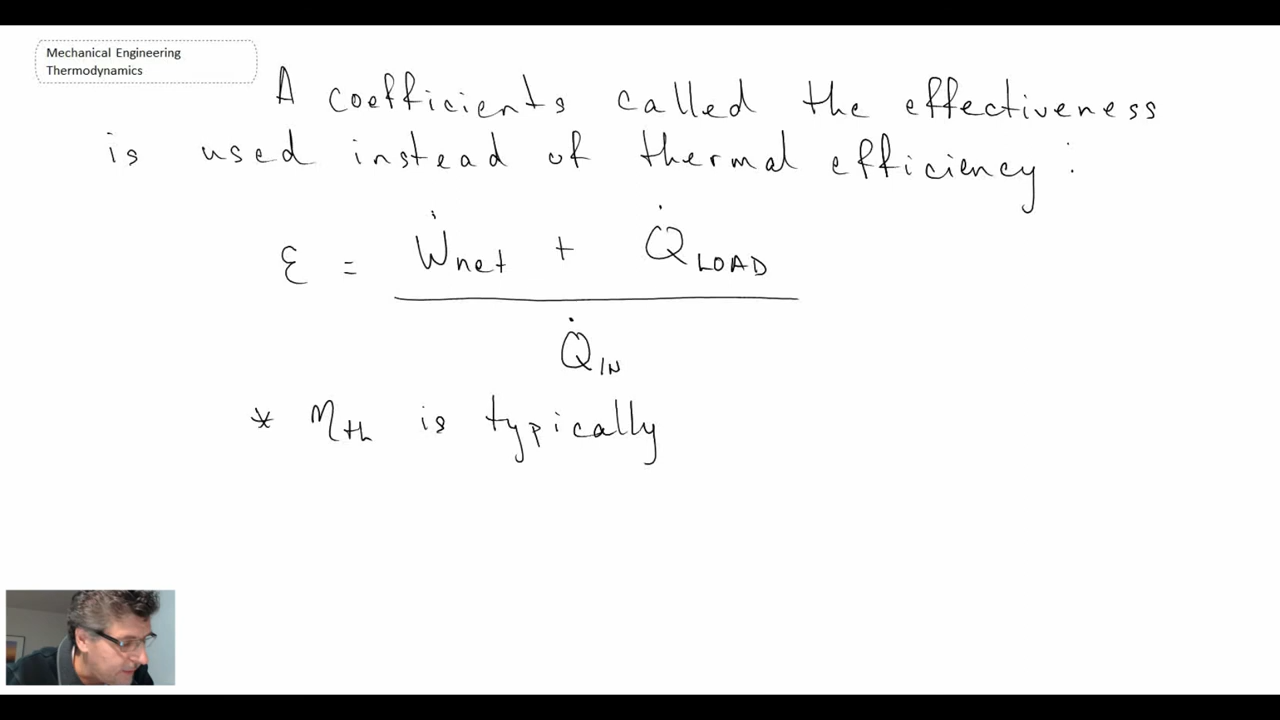 Mechanical Engineering
Thermodynamics
A coefficients called the effectiveness
is used instead of thermal efficiency:
ε = (Ẇnet + Q̇LOAD) / Q̇IN
* ηth is typically